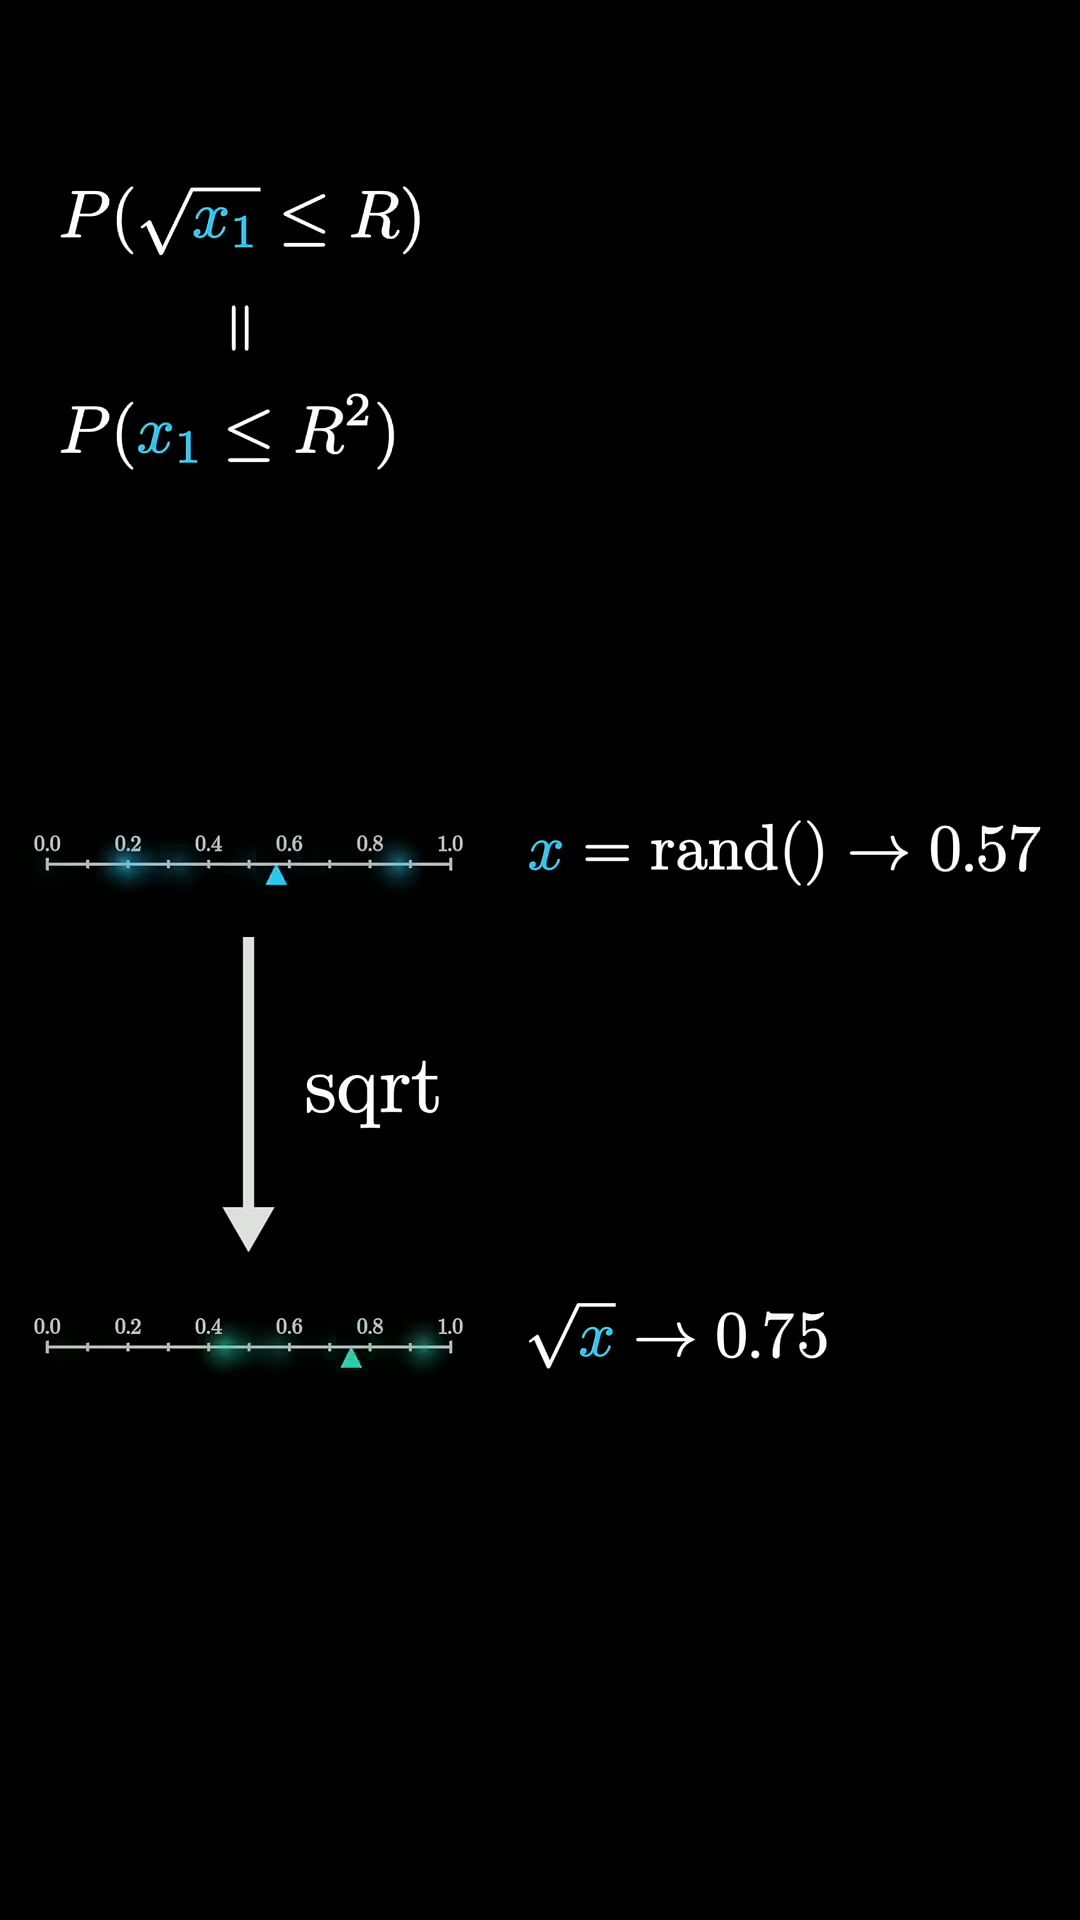 P(√x₁ ≤ R)
=
P(x₁ ≤ R²)
0.0 0.2 0.4 0.6 0.8 1.0
x = rand() → 0.57
sqrt
0.0 0.2 0.4 0.6 0.8 1.0
√x → 0.75